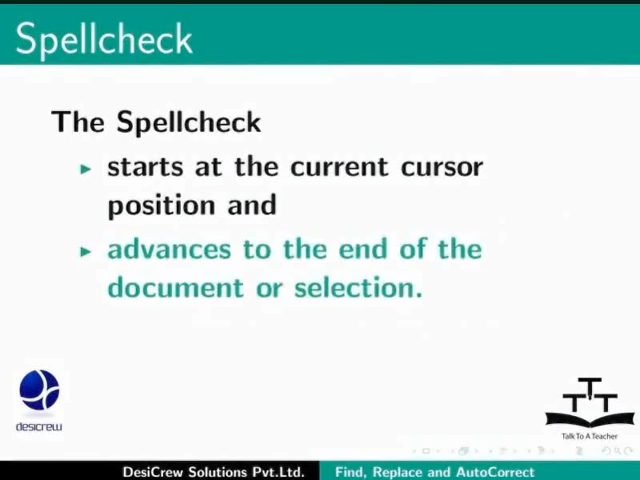 Spellcheck
The Spellcheck
starts at the current cursor
position and
advances to the end of the
document or selection.
desicrew
TTT
Talk To A Teacher
DesiCrew Solutions Pvt.Ltd. Find, Replace and AutoCorrect